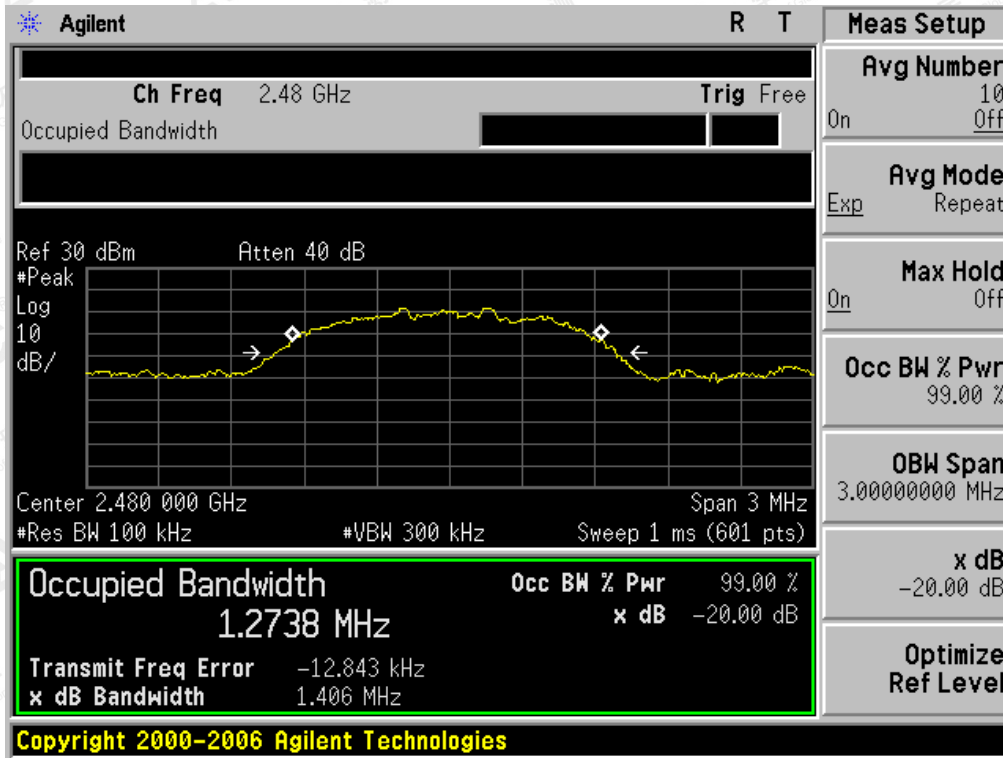 Agilent R T Meas Setup
Ch Freq 2.48 GHz Trig Free
Occupied Bandwidth
Ref 30 dBm Atten 40 dB
#Peak
Log
10
dB/
Center 2.480 000 GHz Span 3 MHz
#Res BW 100 kHz #VBW 300 kHz Sweep 1 ms (601 pts)
Occupied Bandwidth Occ BW % Pwr 99.00 %
1.2738 MHz x dB -20.00 dB
Transmit Freq Error -12.843 kHz
x dB Bandwidth 1.406 MHz
Avg Number
10
On Off
Avg Mode
Exp Repeat
Max Hold
On Off
Occ BW % Pwr
99.00 %
OBW Span
3.00000000 MHz
x dB
-20.00 dB
Optimize
Ref Level
Copyright 2000-2006 Agilent Technologies